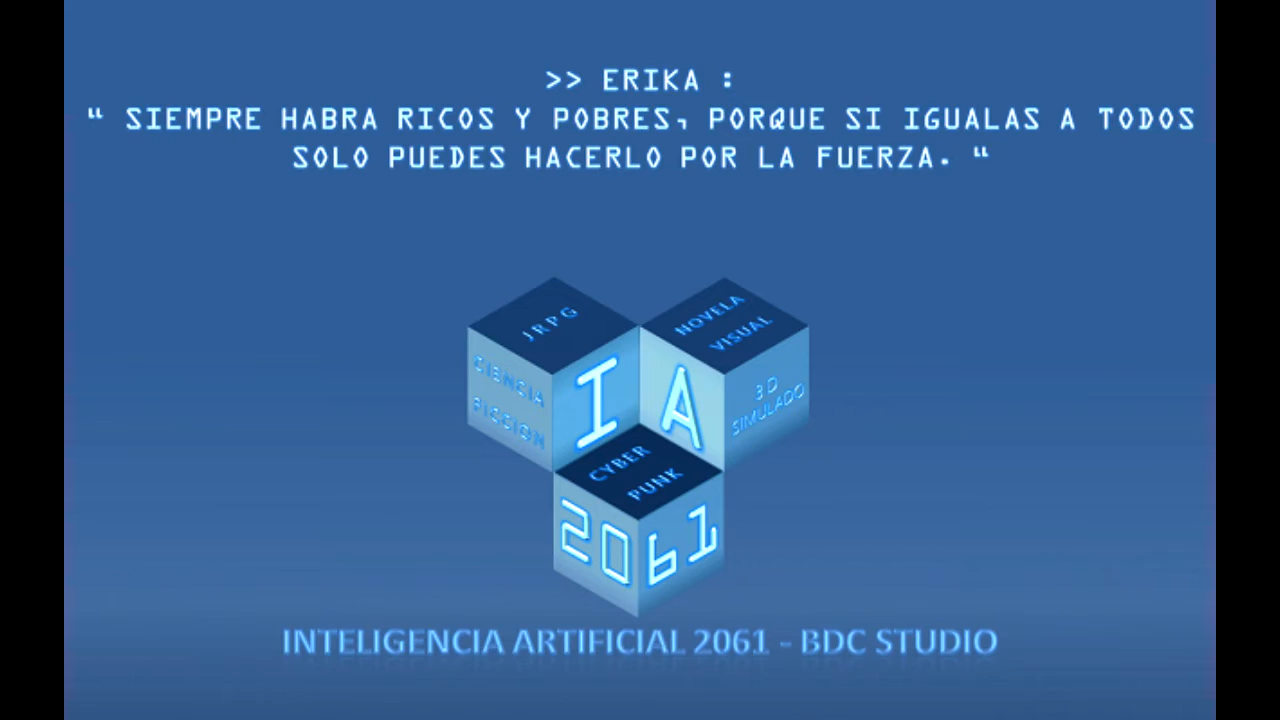 >> ERIKA :
“ SIEMPRE HABRA RICOS Y POBRES, PORQUE SI IGUALAS A TODOS
SOLO PUEDES HACERLO POR LA FUERZA. “
JRPG
NOVELA
VISUAL
CIENCIA
FICCION
I A
3D
SIMULADO
CYBER
PUNK
2061
INTELIGENCIA ARTIFICIAL 2061 - BDC STUDIO